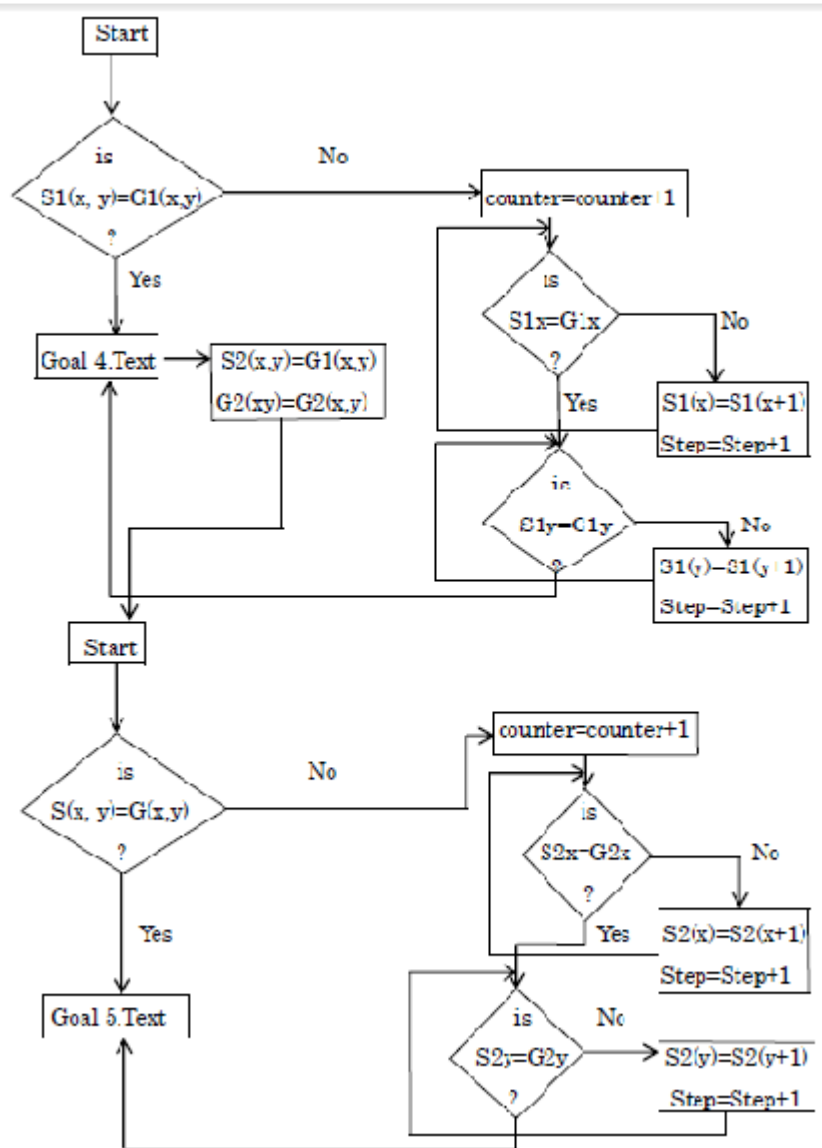 Start
is
S1(x, y)=G1(x,y)
?
No
counter=counter+1
Yes
is
S1x=G1x
?
No
Goal 4.Text
S2(x,y)=G1(x,y)
G2(xy)=G2(x,y)
Yes
S1(x)=S1(x+1)
Step=Step+1
is
S1y=G1y
?
No
S1(y)=S1(y+1)
Step=Step+1
Start
counter=counter+1
is
S(x, y)=G(x,y)
?
No
is
S2x=G2x
?
No
Yes
Yes
S2(x)=S2(x+1)
Step=Step+1
Goal 5.Text
is
S2y=G2y
?
No
S2(y)=S2(y+1)
Step=Step+1